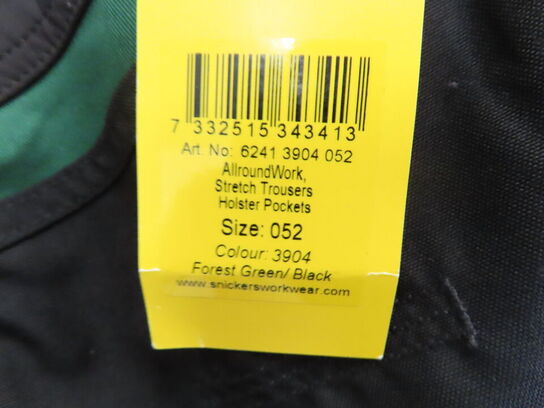 7 332515 343413
Art. No: 6241 3904 052
AllroundWork,
Stretch Trousers
Holster Pockets
Size: 052
Colour: 3904
Forest Green/ Black
www.snickersworkwear.com